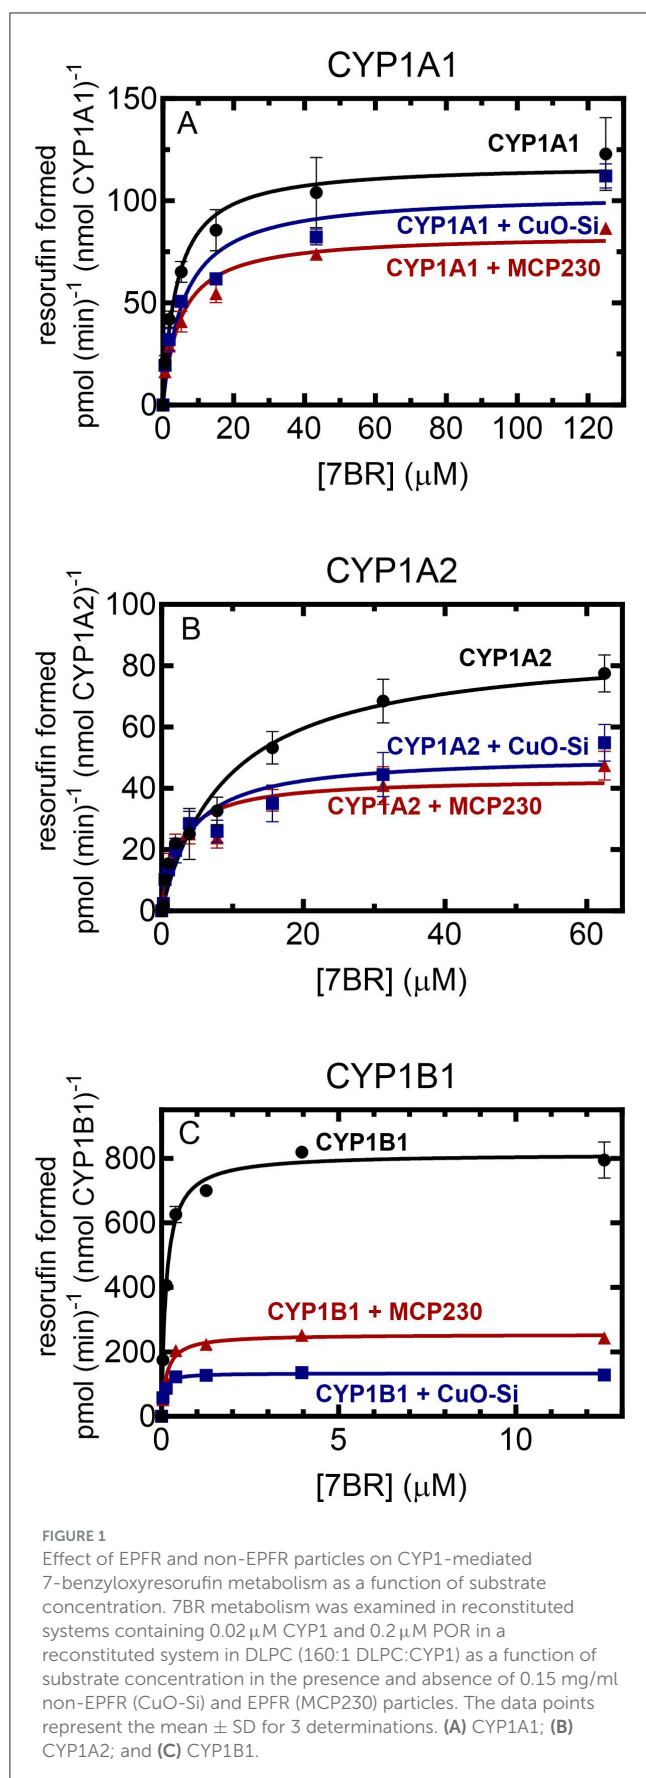 CYP1A1
A
150
100
50
0
CYP1A1
CYP1A1 + CuO-Si
CYP1A1 + MCP230
resorufin formed
pmol (min)⁻¹ (nmol CYP1A1)⁻¹
0 20 40 60 80 100 120
[7BR] (μM)
CYP1A2
B
100
80
60
40
20
0
CYP1A2
CYP1A2 + CuO-Si
CYP1A2 + MCP230
resorufin formed
pmol (min)⁻¹ (nmol CYP1A2)⁻¹
0 20 40 60
[7BR] (μM)
CYP1B1
C
800
600
400
200
0
CYP1B1
CYP1B1 + MCP230
CYP1B1 + CuO-Si
resorufin formed
pmol (min)⁻¹ (nmol CYP1B1)⁻¹
0 5 10
[7BR] (μM)
FIGURE 1
Effect of EPFR and non-EPFR particles on CYP1-mediated
7-benzyloxyresorufin metabolism as a function of substrate
concentration. 7BR metabolism was examined in reconstituted
systems containing 0.02 μM CYP1 and 0.2 μM POR in a
reconstituted system in DLPC (160:1 DLPC:CYP1) as a function of
substrate concentration in the presence and absence of 0.15 mg/ml
non-EPFR (CuO-Si) and EPFR (MCP230) particles. The data points
represent the mean ± SD for 3 determinations. (A) CYP1A1; (B)
CYP1A2; and (C) CYP1B1.